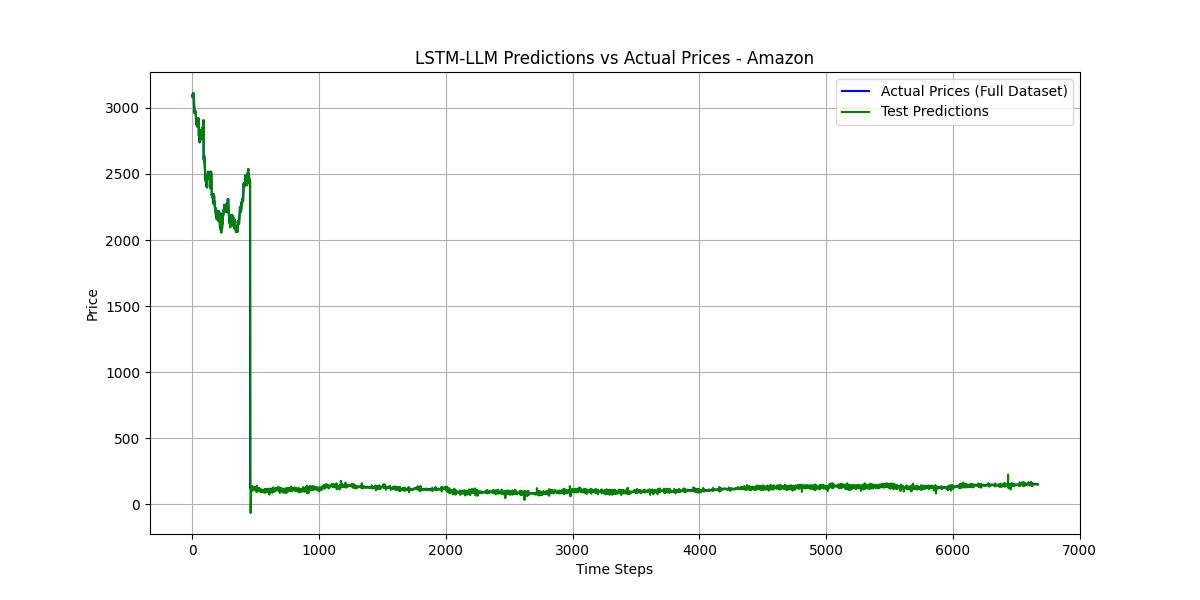 LSTM-LLM Predictions vs Actual Prices - Amazon
Actual Prices (Full Dataset)
Test Predictions
Price
3000
2500
2000
1500
1000
500
0
0 1000 2000 3000 4000 5000 6000 7000
Time Steps